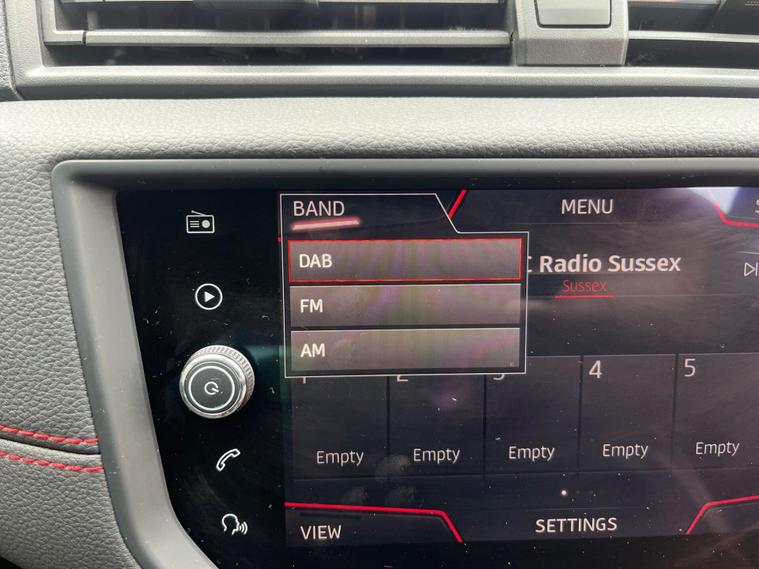 BAND
MENU
DAB
Radio Sussex
Sussex
FM
AM
4
5
Empty
Empty
Empty
Empty
Empty
VIEW
SETTINGS